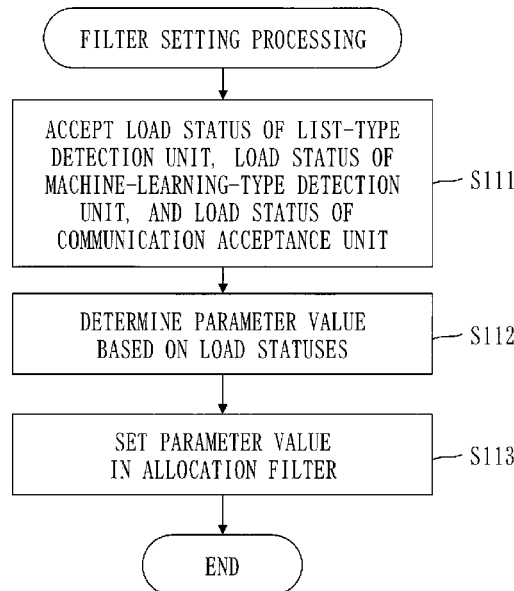 FILTER SETTING PROCESSING
ACCEPT LOAD STATUS OF LIST-TYPE
DETECTION UNIT, LOAD STATUS OF
MACHINE-LEARNING-TYPE DETECTION
UNIT, AND LOAD STATUS OF
COMMUNICATION ACCEPTANCE UNIT
S111
DETERMINE PARAMETER VALUE
BASED ON LOAD STATUSES
S112
SET PARAMETER VALUE
IN ALLOCATION FILTER
S113
END